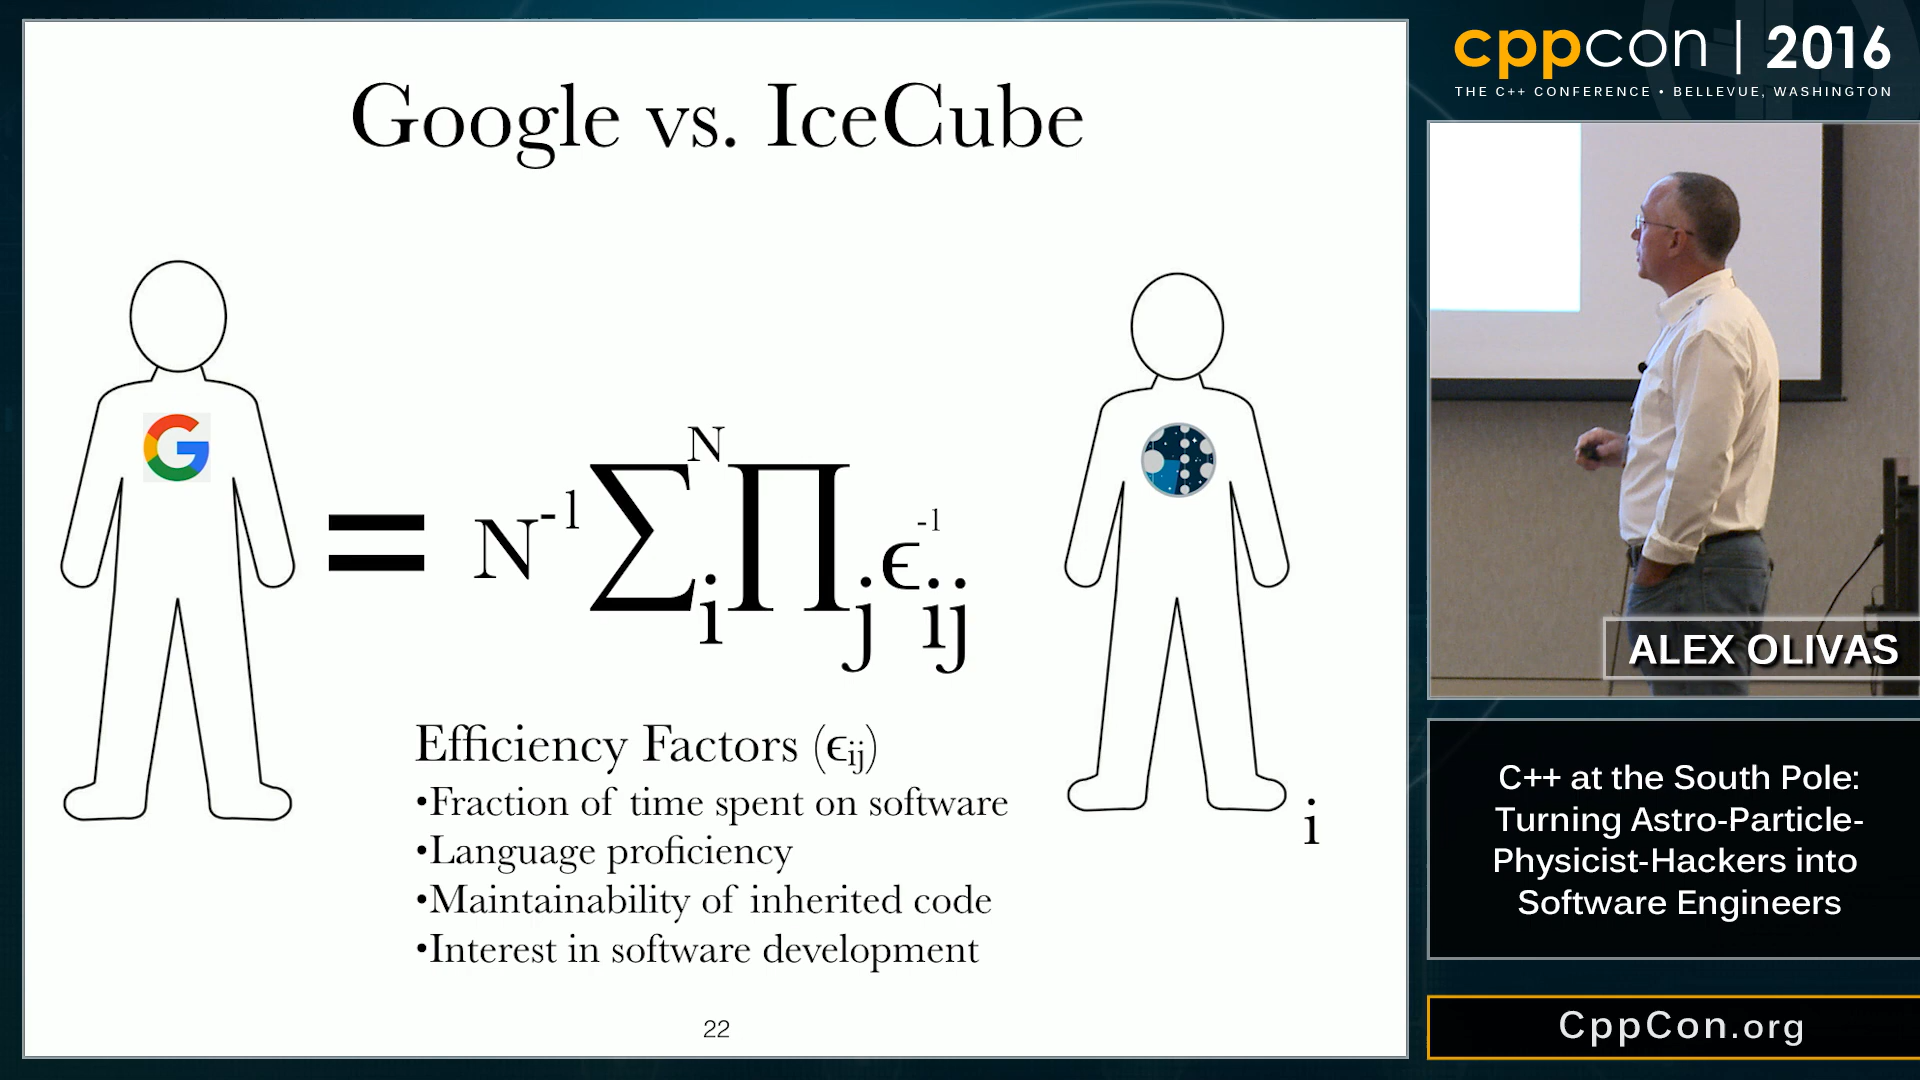 Google vs. IceCube
G
= N⁻¹ ∑ᵢᴺ ∏ⱼ ϵᵢⱼ⁻¹
i
Efficiency Factors (ϵij)
•Fraction of time spent on software
•Language proficiency
•Maintainability of inherited code
•Interest in software development
22
cppcon | 2016
THE C++ CONFERENCE • BELLEVUE, WASHINGTON
ALEX OLIVAS
C++ at the South Pole:
Turning Astro-Particle-
Physicist-Hackers into
Software Engineers
CppCon.org